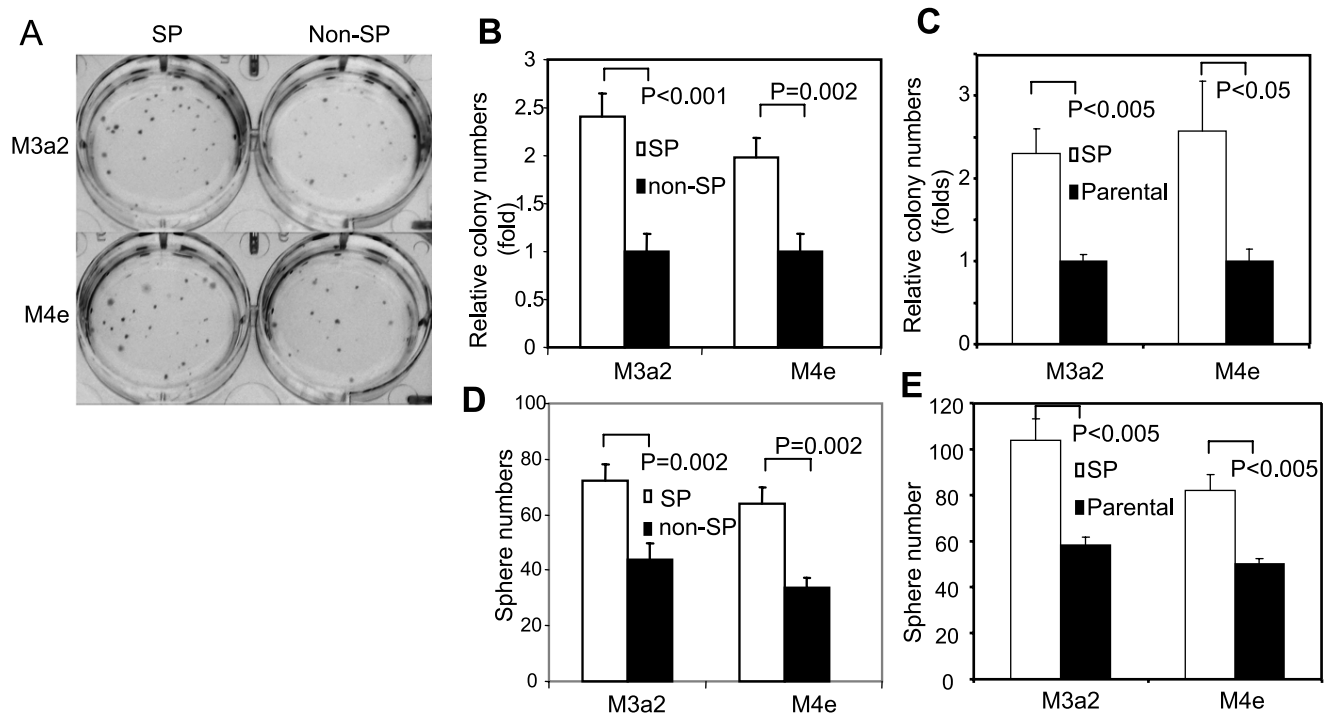 A
SP
Non-SP
M3a2
M4e
B
Relative colony numbers
(fold)
3
2.5
2
1.5
1
0.5
0
P<0.001
P=0.002
SP
non-SP
M3a2
M4e
C
Relative colony numbers
(folds)
3
2
1
0
P<0.005
P<0.05
SP
Parental
M3a2
M4e
D
Sphere numbers
100
80
60
40
20
0
P=0.002
P=0.002
SP
non-SP
M3a2
M4e
E
Sphere number
120
100
80
60
40
20
0
P<0.005
P<0.005
SP
Parental
M3a2
M4e